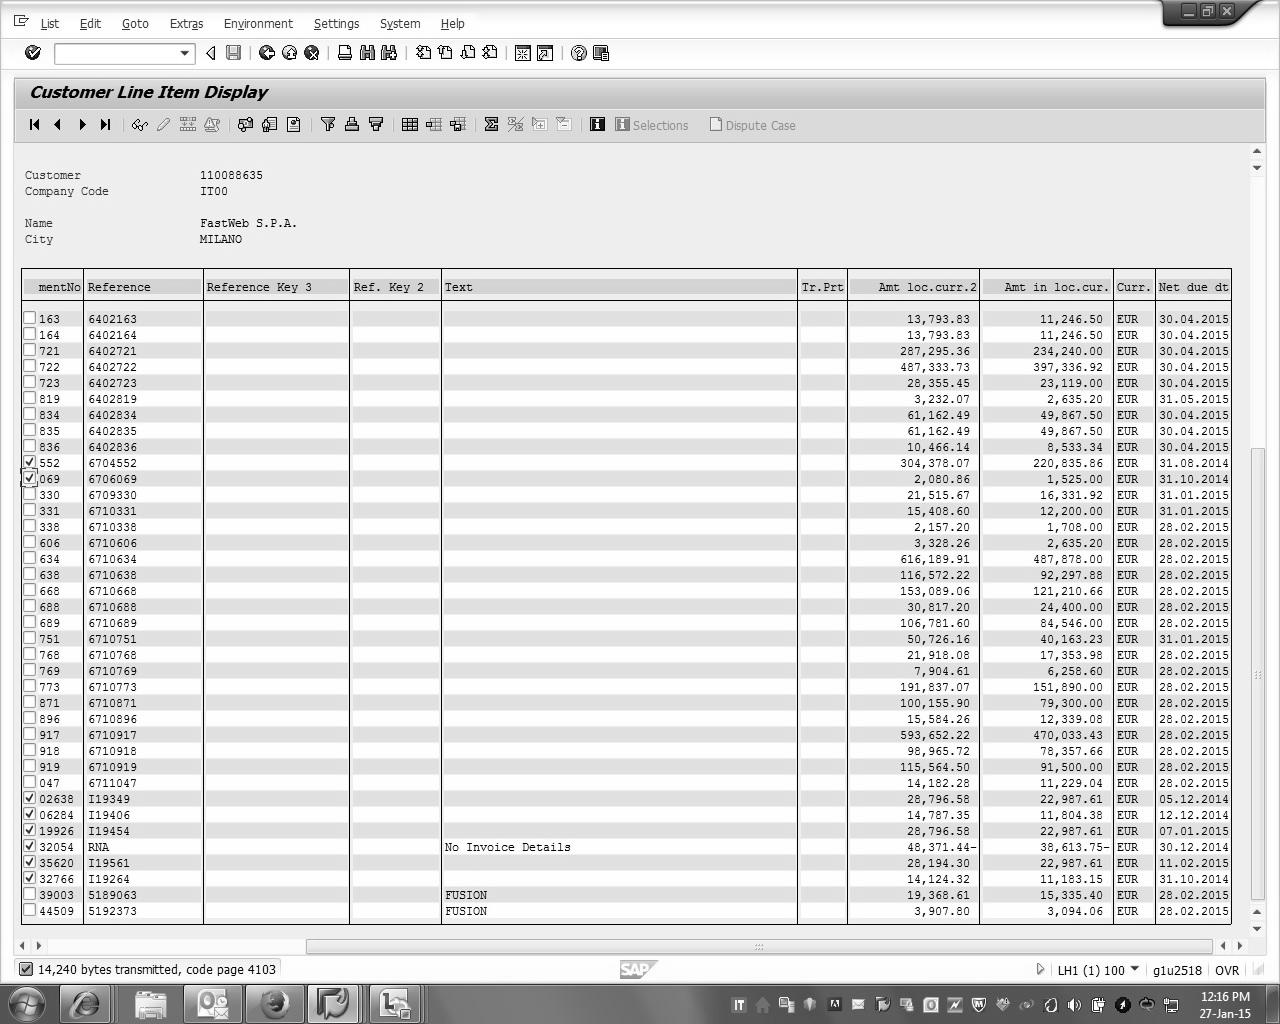 List Edit Goto Extras Environment Settings System Help
Customer Line Item Display
Selections Dispute Case
Customer 110088635
Company Code IT00
Name FastWeb S.P.A.
City MILANO
mentNo Reference Reference Key 3 Ref. Key 2 Text Tr.Prt Amt loc.curr.2 Amt in loc.cur. Curr. Net due dt
163 6402163 13,793.83 11,246.50 EUR 30.04.2015
164 6402164 13,793.83 11,246.50 EUR 30.04.2015
721 6402721 287,295.36 234,240.00 EUR 30.04.2015
722 6402722 487,333.73 397,336.92 EUR 30.04.2015
723 6402723 28,355.45 23,119.00 EUR 30.04.2015
819 6402819 3,232.07 2,635.20 EUR 31.05.2015
834 6402834 61,162.49 49,867.50 EUR 30.04.2015
835 6402835 61,162.49 49,867.50 EUR 30.04.2015
836 6402836 10,466.14 8,533.34 EUR 30.04.2015
552 6704552 304,378.07 220,835.86 EUR 31.08.2014
069 6706069 2,080.86 1,525.00 EUR 31.10.2014
330 6709330 21,515.67 16,331.92 EUR 31.01.2015
331 6710331 15,408.60 12,200.00 EUR 31.01.2015
338 6710338 2,157.20 1,708.00 EUR 28.02.2015
606 6710606 3,328.26 2,635.20 EUR 28.02.2015
634 6710634 616,189.91 487,878.00 EUR 28.02.2015
638 6710638 116,572.22 92,297.88 EUR 28.02.2015
668 6710668 153,089.06 121,210.66 EUR 28.02.2015
688 6710688 30,817.20 24,400.00 EUR 28.02.2015
689 6710689 106,781.60 84,546.00 EUR 28.02.2015
751 6710751 50,726.16 40,163.23 EUR 31.01.2015
768 6710768 21,918.08 17,353.98 EUR 28.02.2015
769 6710769 7,904.61 6,258.60 EUR 28.02.2015
773 6710773 191,837.07 151,890.00 EUR 28.02.2015
871 6710871 100,155.90 79,300.00 EUR 28.02.2015
896 6710896 15,584.26 12,339.08 EUR 28.02.2015
917 6710917 593,652.22 470,033.43 EUR 28.02.2015
918 6710918 98,965.72 78,357.66 EUR 28.02.2015
919 6710919 115,564.50 91,500.00 EUR 28.02.2015
047 6711047 14,182.28 11,229.04 EUR 28.02.2015
02638 I19349 28,796.58 22,987.61 EUR 05.12.2014
06284 I19406 14,787.35 11,804.38 EUR 12.12.2014
19926 I19454 28,796.58 22,987.61 EUR 07.01.2015
32054 RNA No Invoice Details 48,371.44- 38,613.75- EUR 30.12.2014
35620 I19561 28,194.30 22,987.61 EUR 11.02.2015
32766 I19264 14,124.32 11,183.15 EUR 31.10.2014
39003 5189063 FUSION 19,368.61 15,335.40 EUR 28.02.2015
44509 5192373 FUSION 3,907.80 3,094.06 EUR 28.02.2015
14,240 bytes transmitted, code page 4103 SAP LH1 (1) 100 g1u2518 OVR
IT 12:16 PM
27-Jan-15